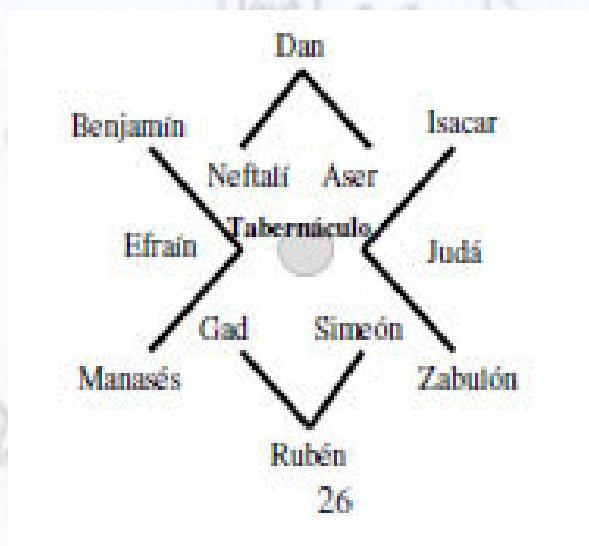 Dan
Benjamín
Isacar
Neftalí Aser
Tabernáculo
Efraín
Judá
Gad
Simeón
Manasés
Zabulón
Rubén
26